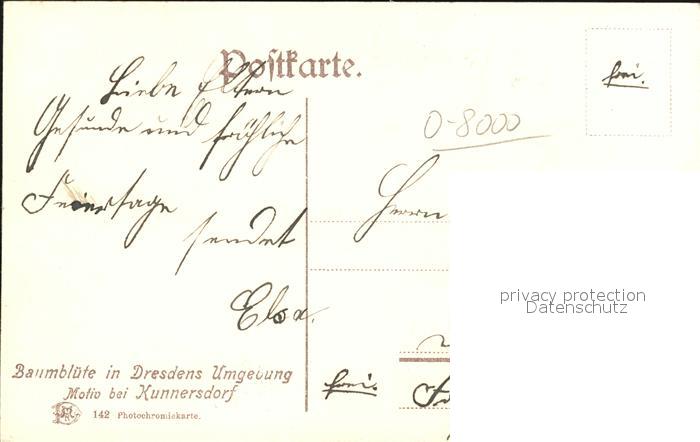 Postkarte.
Liebe Eltern
Gesunde und fröhliche
Feiertage
sendet
Elsa.
frei.
0-8000
Herrn
privacy protection
Datenschutz
frei.
Baumblüte in Dresdens Umgebung
Motiv bei Kunnersdorf
142 Photochromiekarte.